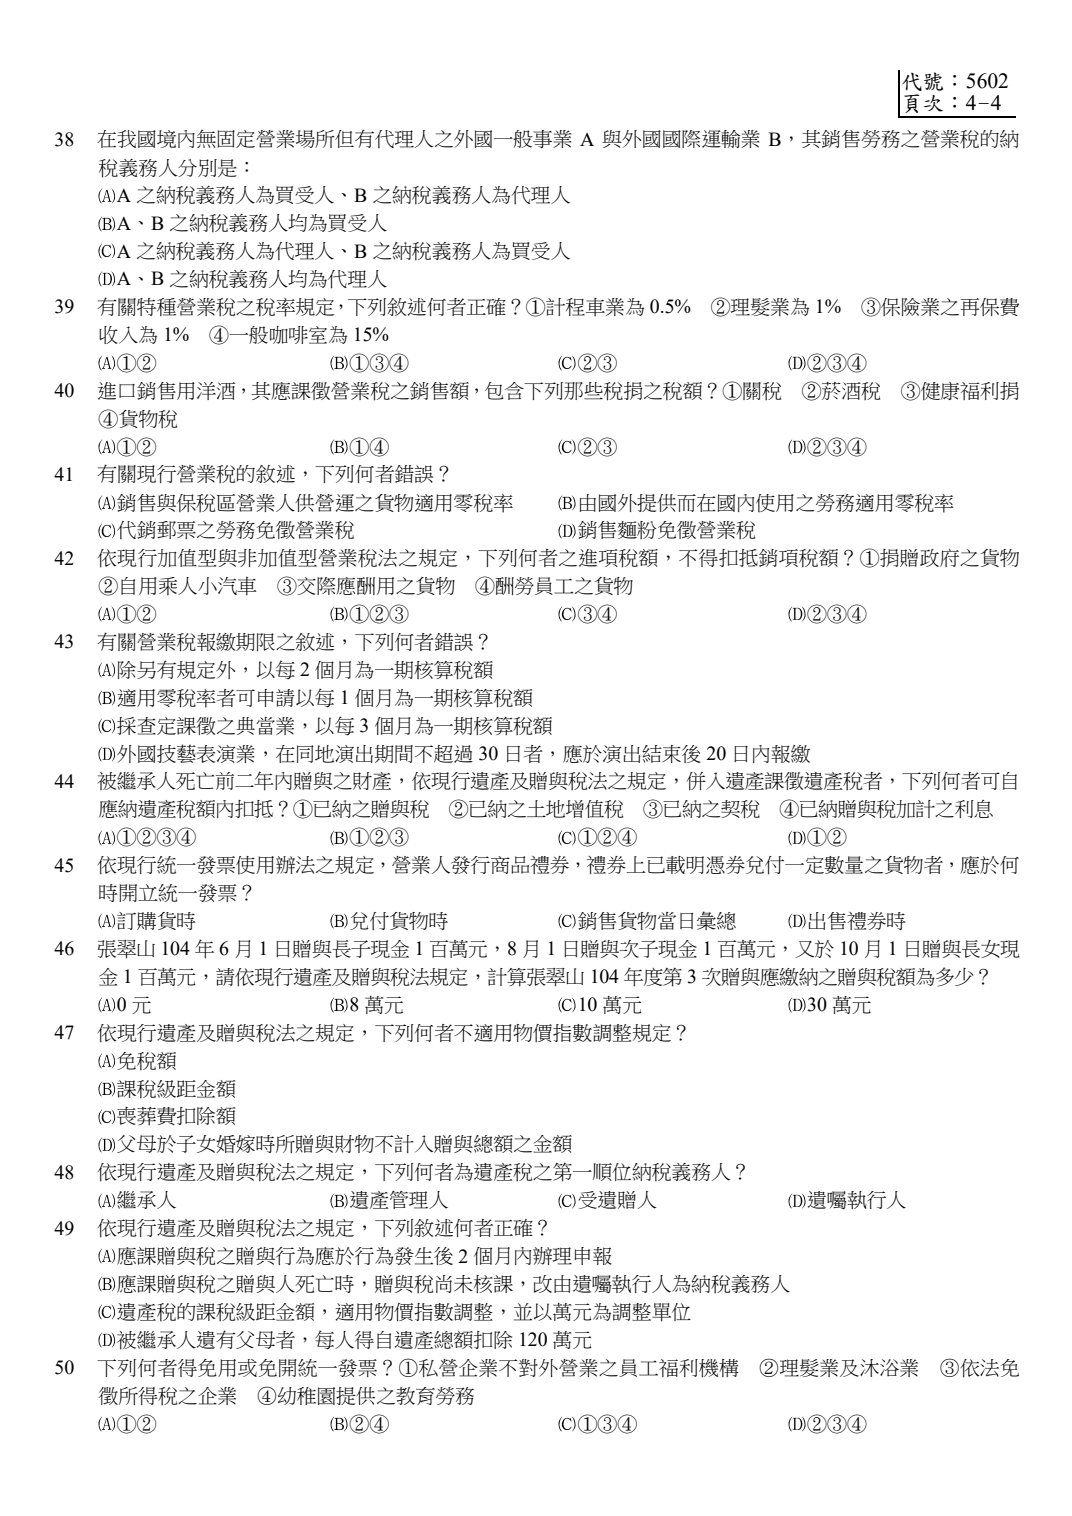 代號：5602
頁次：4－4
38 在我國境內無固定營業場所但有代理人之外國一般事業 A 與外國國際運輸業 B，其銷售勞務之營業稅的納
稅義務人分別是：
(A)A 之納稅義務人為買受人、B 之納稅義務人為代理人
(B)A、B 之納稅義務人均為買受人
(C)A 之納稅義務人為代理人、B 之納稅義務人為買受人
(D)A、B 之納稅義務人均為代理人
39 有關特種營業稅之稅率規定，下列敘述何者正確？①計程車業為 0.5% ②理髮業為 1% ③保險業之再保費
收入為 1% ④一般咖啡室為 15%
(A)①② (B)①③④ (C)②③ (D)②③④
40 進口銷售用洋酒，其應課徵營業稅之銷售額，包含下列那些稅捐之稅額？①關稅 ②菸酒稅 ③健康福利捐
④貨物稅
(A)①② (B)①④ (C)②③ (D)②③④
41 有關現行營業稅的敘述，下列何者錯誤？
(A)銷售與保稅區營業人供營運之貨物適用零稅率 (B)由國外提供而在國內使用之勞務適用零稅率
(C)代銷郵票之勞務免徵營業稅 (D)銷售麵粉免徵營業稅
42 依現行加值型與非加值型營業稅法之規定，下列何者之進項稅額，不得扣抵銷項稅額？①捐贈政府之貨物
②自用乘人小汽車 ③交際應酬用之貨物 ④酬勞員工之貨物
(A)①② (B)①②③ (C)③④ (D)②③④
43 有關營業稅報繳期限之敘述，下列何者錯誤？
(A)除另有規定外，以每 2 個月為一期核算稅額
(B)適用零稅率者可申請以每 1 個月為一期核算稅額
(C)採查定課徵之典當業，以每 3 個月為一期核算稅額
(D)外國技藝表演業，在同地演出期間不超過 30 日者，應於演出結束後 20 日內報繳
44 被繼承人死亡前二年內贈與之財產，依現行遺產及贈與稅法之規定，併入遺產課徵遺產稅者，下列何者可自
應納遺產稅額內扣抵？①已納之贈與稅 ②已納之土地增值稅 ③已納之契稅 ④已納贈與稅加計之利息
(A)①②③④ (B)①②③ (C)①②④ (D)①②
45 依現行統一發票使用辦法之規定，營業人發行商品禮券，禮券上已載明憑券兌付一定數量之貨物者，應於何
時開立統一發票？
(A)訂購貨時 (B)兌付貨物時 (C)銷售貨物當日彙總 (D)出售禮券時
46 張翠山 104 年 6 月 1 日贈與長子現金 1 百萬元，8 月 1 日贈與次子現金 1 百萬元，又於 10 月 1 日贈與長女現
金 1 百萬元，請依現行遺產及贈與稅法規定，計算張翠山 104 年度第 3 次贈與應繳納之贈與稅額為多少？
(A)0 元 (B)8 萬元 (C)10 萬元 (D)30 萬元
47 依現行遺產及贈與稅法之規定，下列何者不適用物價指數調整規定？
(A)免稅額
(B)課稅級距金額
(C)喪葬費扣除額
(D)父母於子女婚嫁時所贈與財物不計入贈與總額之金額
48 依現行遺產及贈與稅法之規定，下列何者為遺產稅之第一順位納稅義務人？
(A)繼承人 (B)遺產管理人 (C)受遺贈人 (D)遺囑執行人
49 依現行遺產及贈與稅法之規定，下列敘述何者正確？
(A)應課贈與稅之贈與行為應於行為發生後 2 個月內辦理申報
(B)應課贈與稅之贈與人死亡時，贈與稅尚未核課，改由遺囑執行人為納稅義務人
(C)遺產稅的課稅級距金額，適用物價指數調整，並以萬元為調整單位
(D)被繼承人遺有父母者，每人得自遺產總額扣除 120 萬元
50 下列何者得免用或免開統一發票？①私營企業不對外營業之員工福利機構 ②理髮業及沐浴業 ③依法免
徵所得稅之企業 ④幼稚園提供之教育勞務
(A)①② (B)②④ (C)①③④ (D)②③④